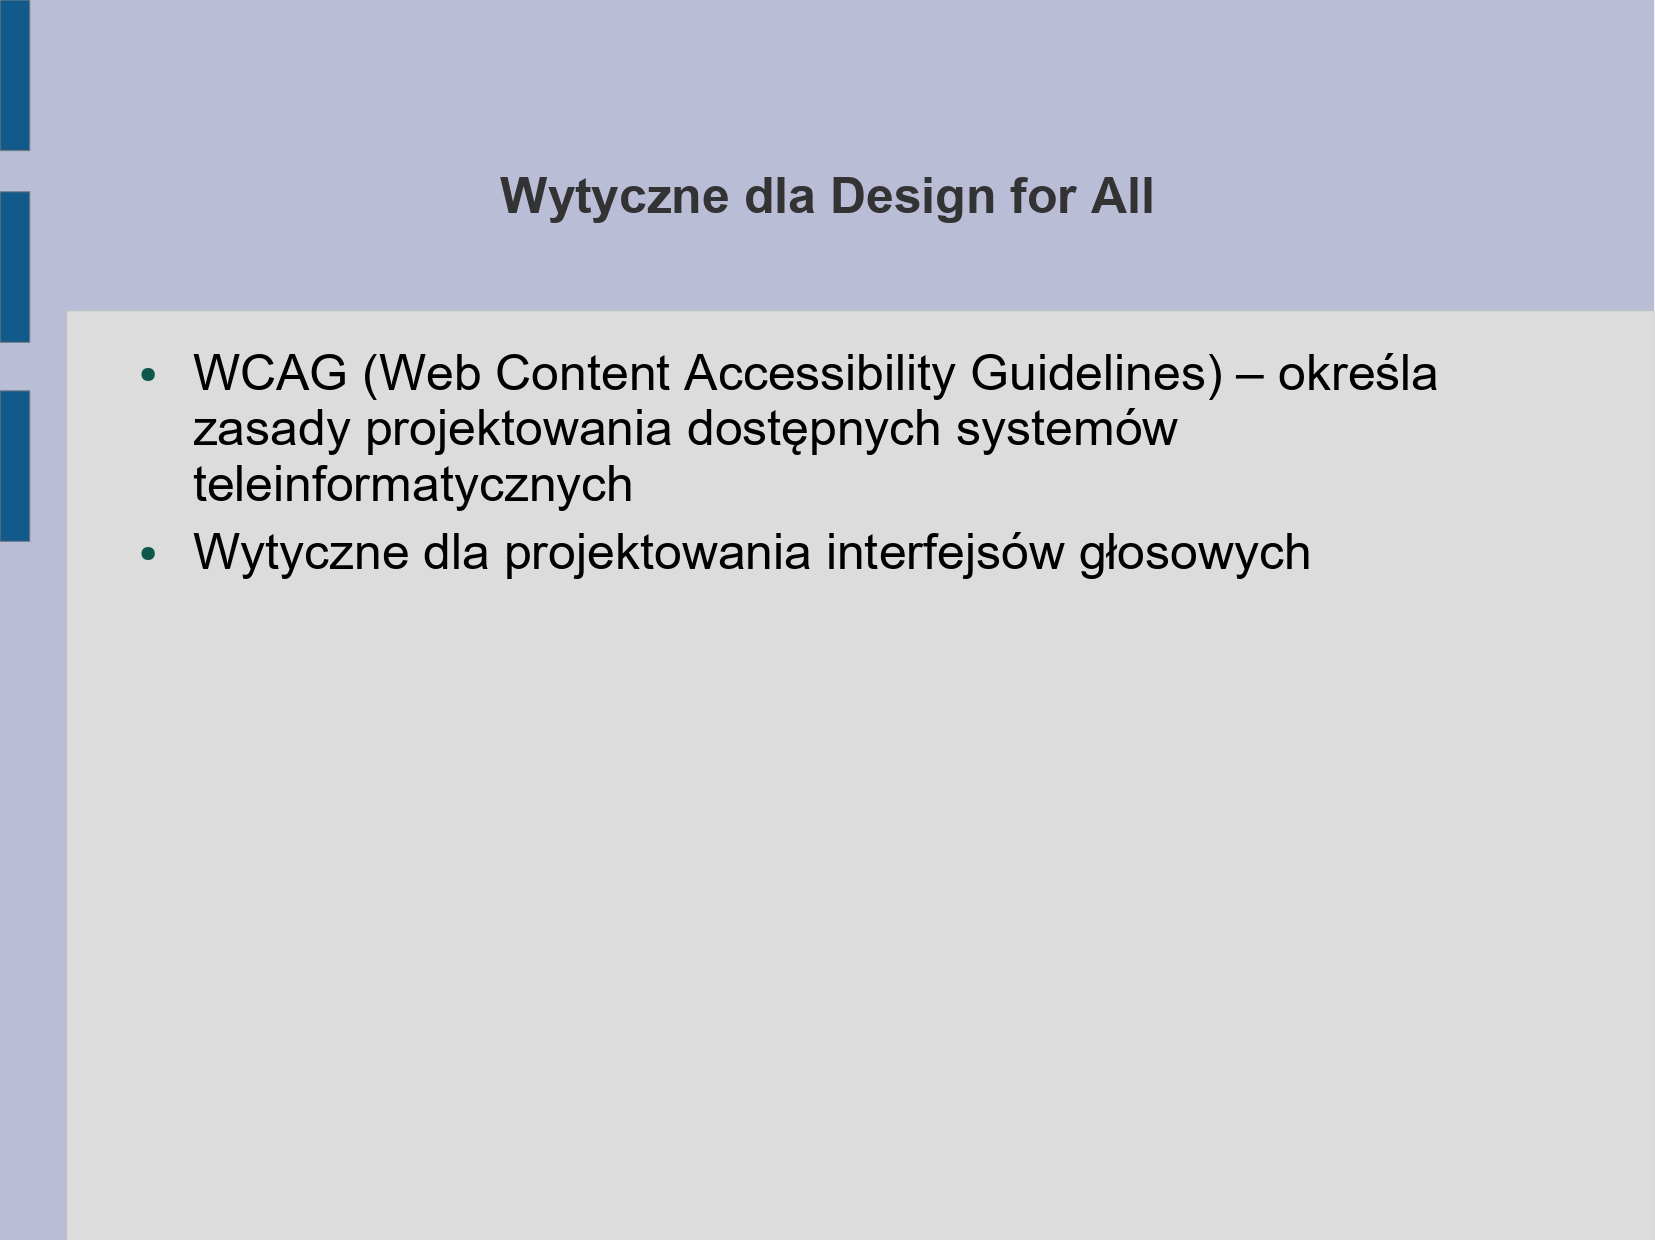 Wytyczne dla Design for All
• WCAG (Web Content Accessibility Guidelines) – określa
zasady projektowania dostępnych systemów
teleinformatycznych
• Wytyczne dla projektowania interfejsów głosowych